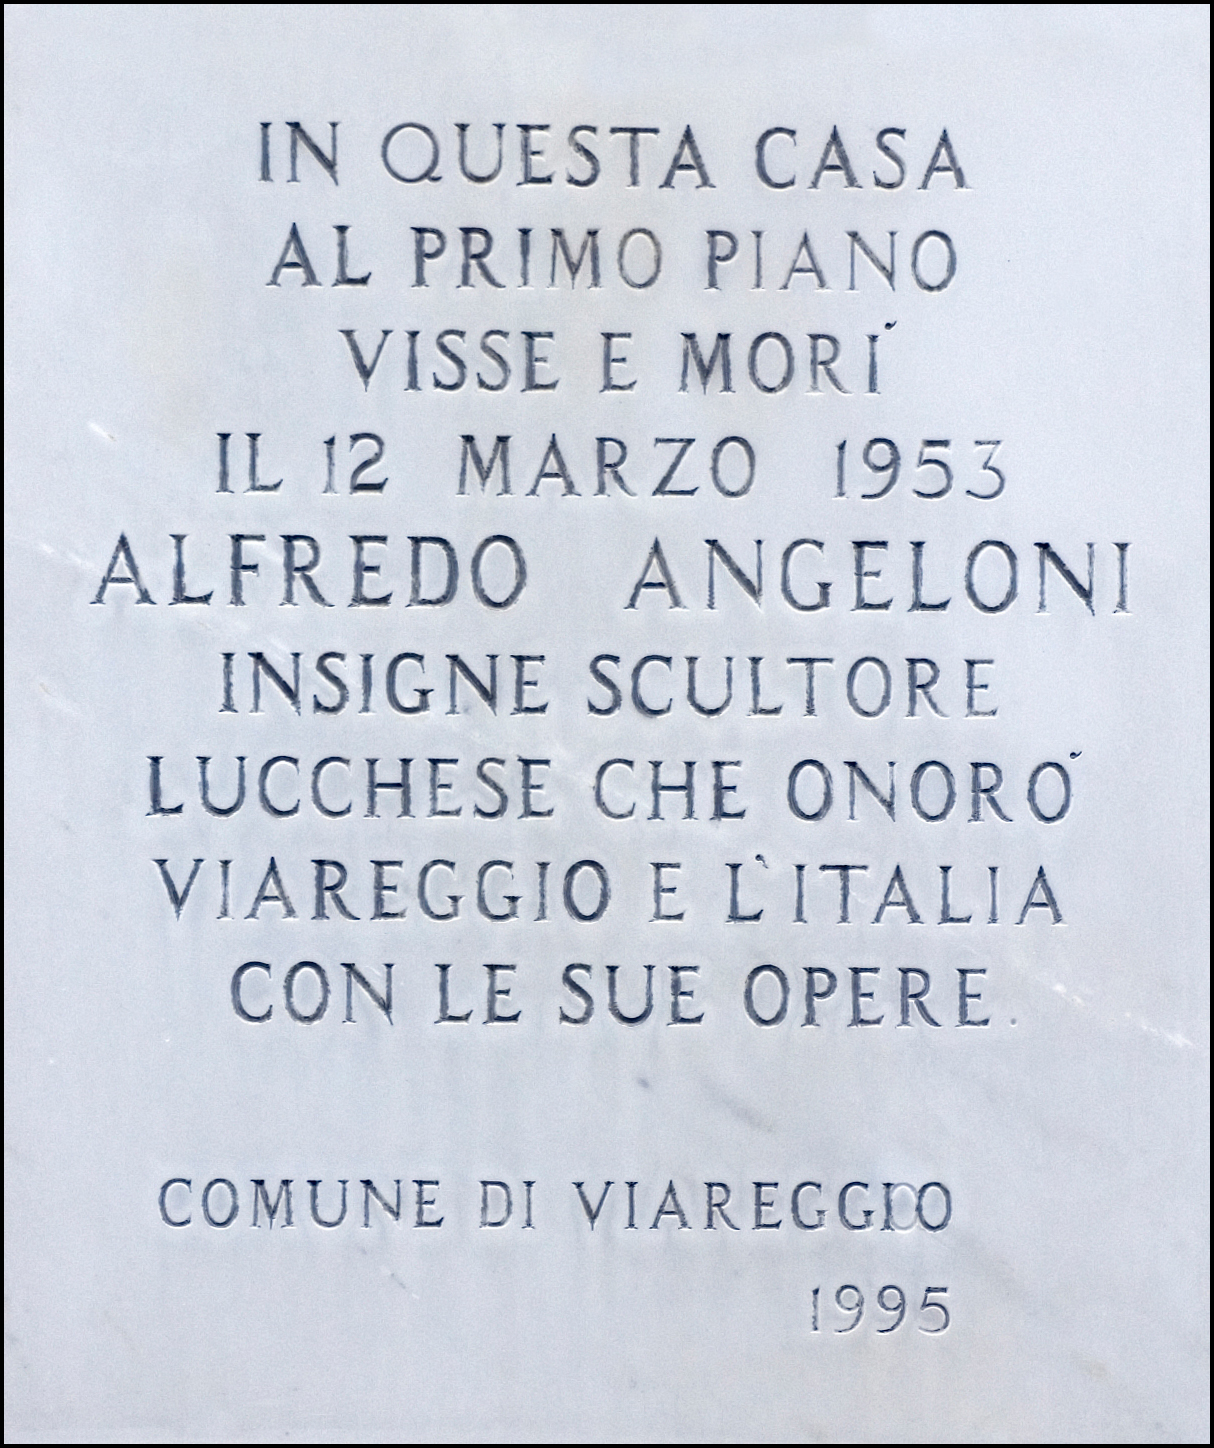 IN QUESTA CASA
AL PRIMO PIANO
VISSE E MORÍ
IL 12 MARZO 1953
ALFREDO ANGELONI
INSIGNE SCULTORE
LUCCHESE CHE ONORÓ
VIAREGGIO E L'ITALIA
CON LE SUE OPERE.
COMUNE DI VIAREGGIO
1995